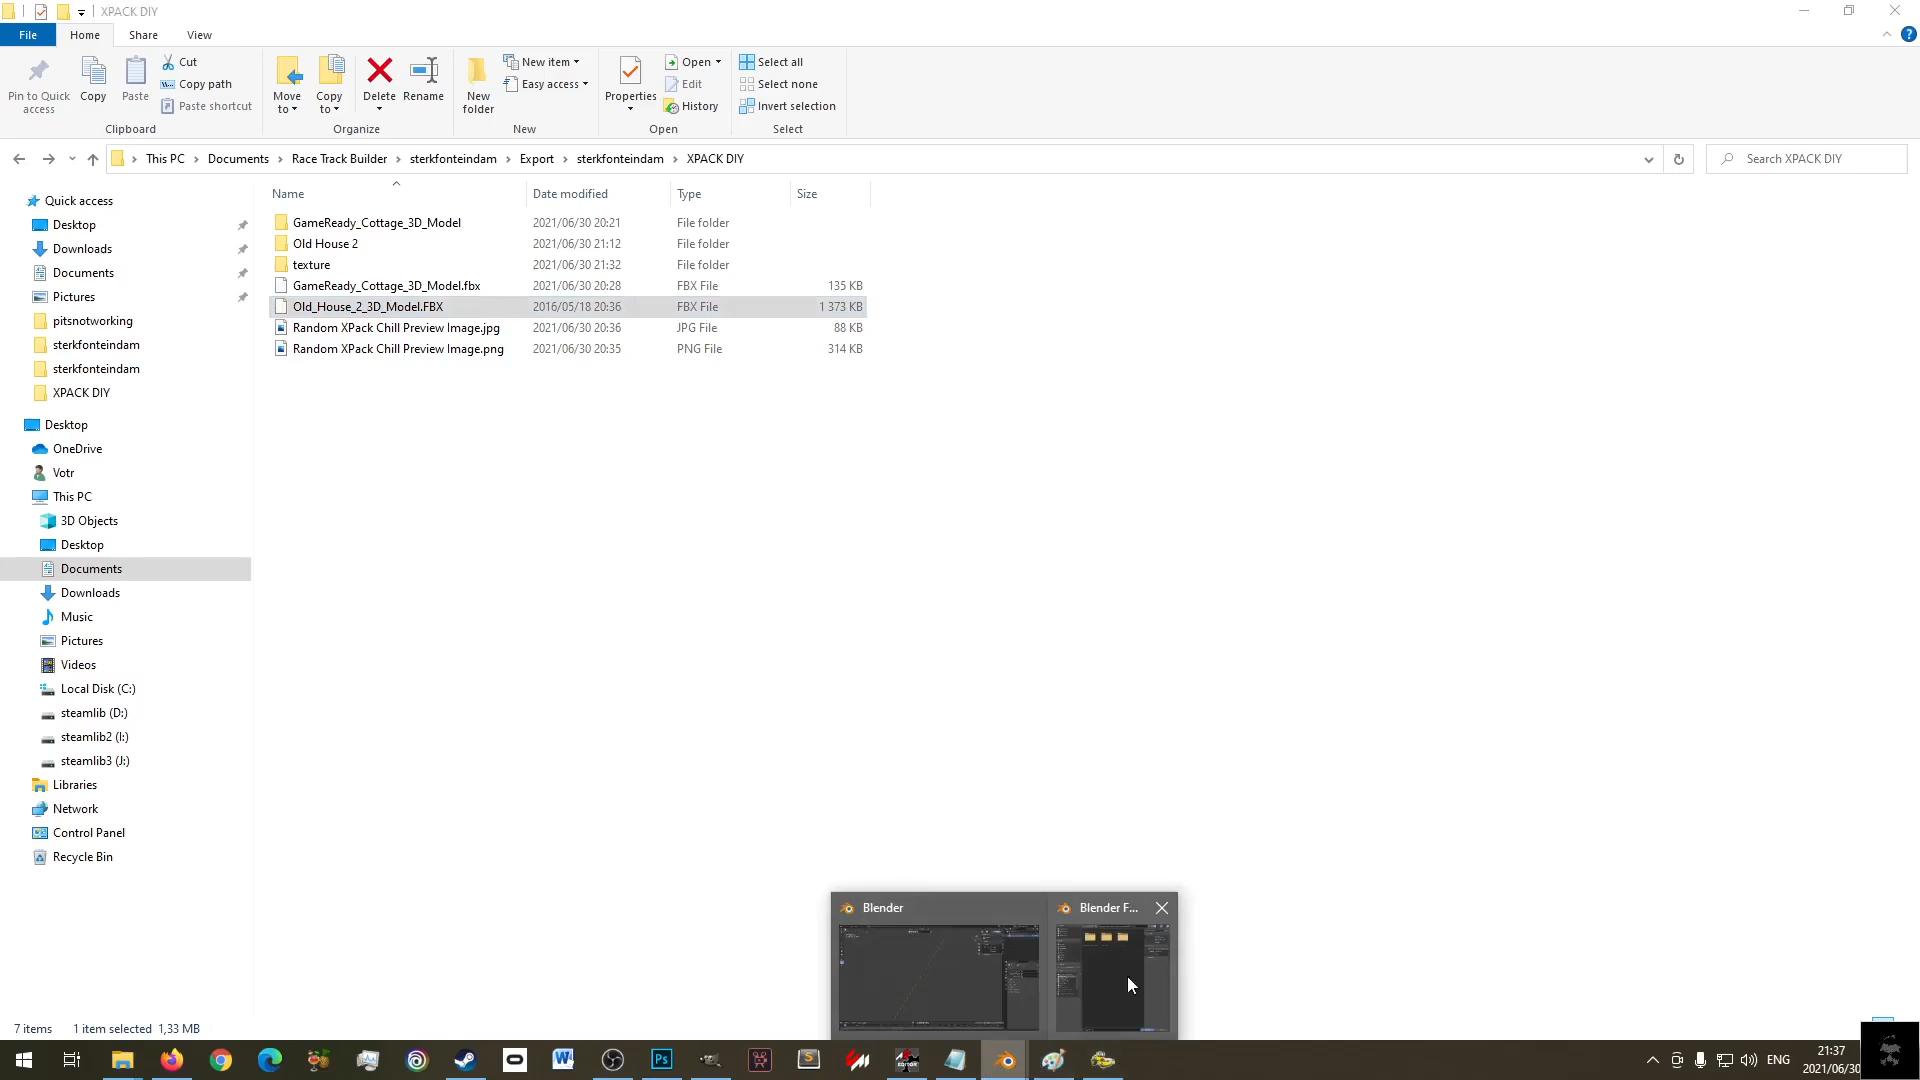 XPACK DIY
File Home Share View
Pin to Quick access
Copy
Paste
Cut
Copy path
Paste shortcut
Clipboard
Move to
Copy to
Delete
Rename
Organize
New folder
New item
Easy access
New
Properties
Open
Edit
History
Open
Select all
Select none
Invert selection
Select
This PC Documents Race Track Builder sterkfonteindam Export sterkfonteindam XPACK DIY
Search XPACK DIY
Name Date modified Type Size
GameReady_Cottage_3D_Model 2021/06/30 20:21 File folder
Old House 2 2021/06/30 21:12 File folder
texture 2021/06/30 21:32 File folder
GameReady_Cottage_3D_Model.fbx 2021/06/30 20:28 FBX File 135 KB
Old_House_2_3D_Model.FBX 2016/05/18 20:36 FBX File 1 373 KB
Random XPack Chill Preview Image.jpg 2021/06/30 20:36 JPG File 88 KB
Random XPack Chill Preview Image.png 2021/06/30 20:35 PNG File 314 KB
Quick access
Desktop
Downloads
Documents
Pictures
pitsnotworking
sterkfonteindam
sterkfonteindam
XPACK DIY
Desktop
OneDrive
Votr
This PC
3D Objects
Desktop
Documents
Downloads
Music
Pictures
Videos
Local Disk (C:)
steamlib (D:)
steamlib2 (I:)
steamlib3 (J:)
Libraries
Network
Control Panel
Recycle Bin
Blender
Blender F...
7 items 1 item selected 1,33 MB
Ps
ENG
21:37
2021/06/30